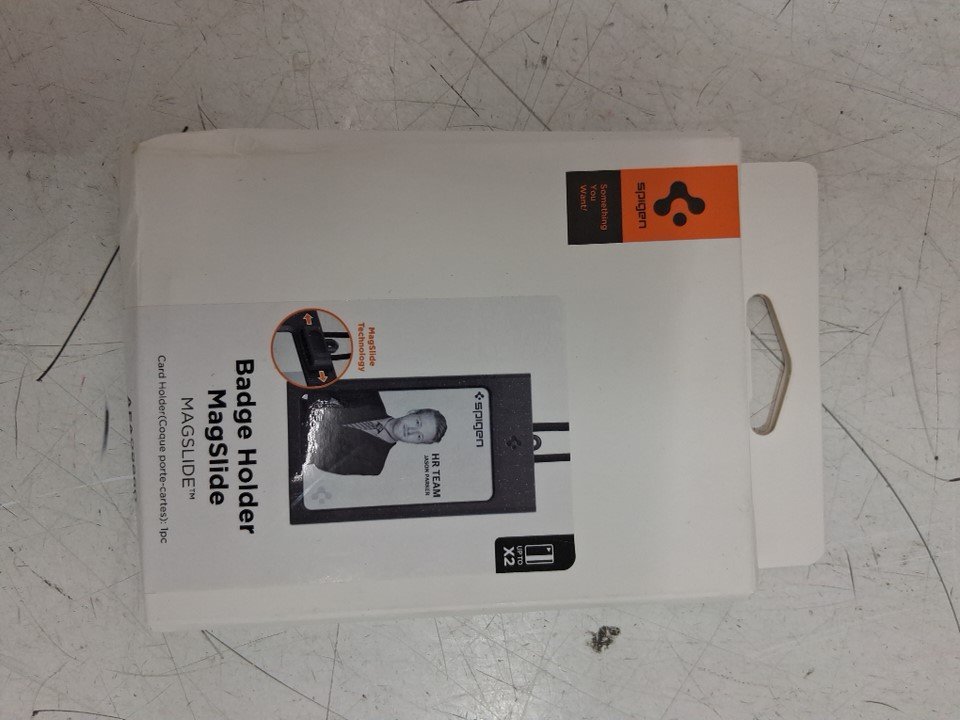 spigen
Something
You
Want/
UP TO
X2
spigen
HR TEAM
JASON PARKER
MagSlide
Technology
Badge Holder
MagSlide
MAGSLIDE™
Card Holder(Coque porte-cartes): 1pc